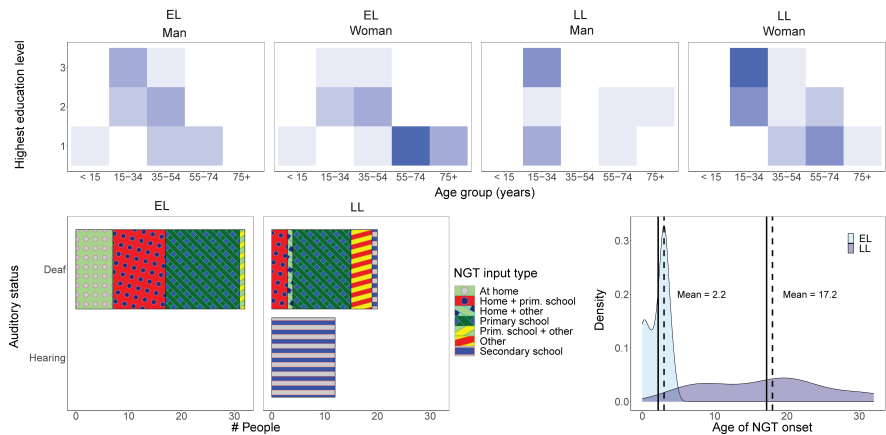 EL EL LL LL
Man Woman Man Woman
Highest education level
3
2
1
< 15 15−34 35−54 55−74 75+ < 15 15−34 35−54 55−74 75+ < 15 15−34 35−54 55−74 75+ < 15 15−34 35−54 55−74 75+
Age group (years)
EL LL
Auditory status
Deaf
Hearing
0 10 20 30 0 10 20 30
# People
NGT input type
At home
Home + prim. school
Home + other
Primary school
Prim. school + other
Other
Secondary school
Density
0.3
0.2
0.1
0.0
EL
LL
Mean = 2.2 Mean = 17.2
0 10 20 30
Age of NGT onset